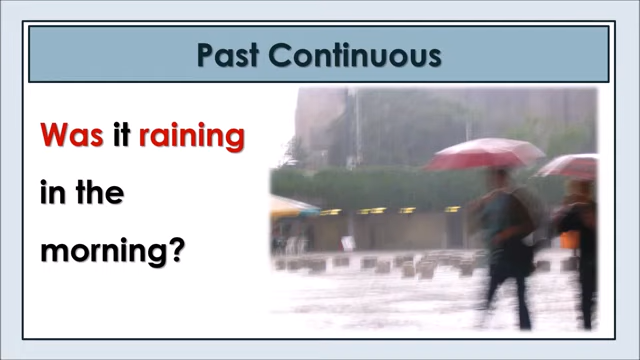 Past Continuous
Was it raining
in the
morning?